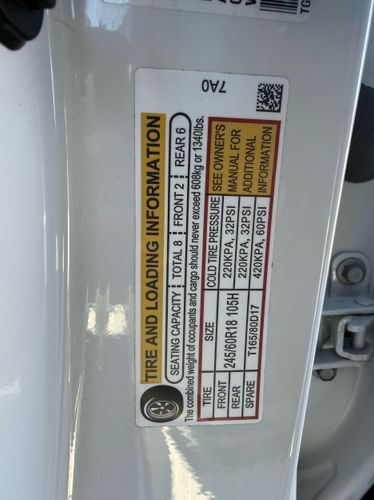 7A0
TIRE AND LOADING INFORMATION
SEATING CAPACITY TOTAL 8 FRONT 2 REAR 6
The combined weight of occupants and cargo should never exceed 608kg or 1340lbs.
TIRE SIZE COLD TIRE PRESSURE SEE OWNER'S
FRONT 245/60R18 105H 220KPA, 32PSI MANUAL FOR
REAR 220KPA, 32PSI ADDITIONAL
SPARE T165/80D17 420KPA, 60PSI INFORMATION